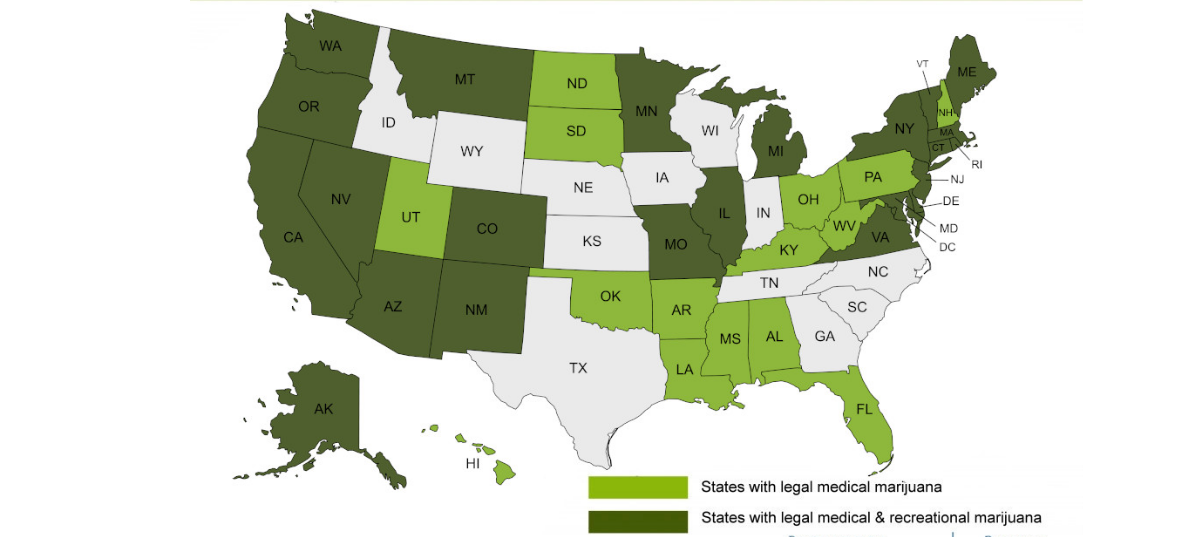 WA
MT
ND
MN
VT
ME
OR
ID
SD
WI
MI
NY
NH
MA
CT
RI
WY
IA
NE
PA
NJ
NV
UT
CO
KS
MO
IL
IN
OH
WV
VA
DE
MD
DC
CA
KY
AZ
NM
OK
AR
TN
NC
SC
MS
AL
GA
TX
LA
FL
AK
HI
States with legal medical marijuana
States with legal medical & recreational marijuana